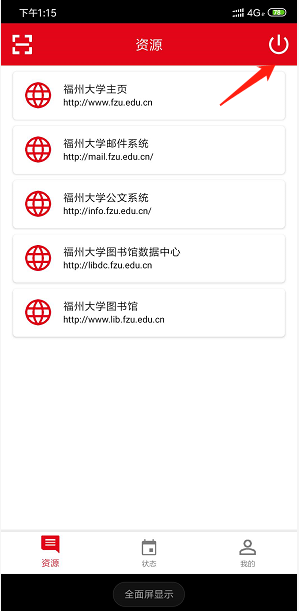 下午1:15
4G
78
资源
福州大学主页
http://www.fzu.edu.cn
福州大学邮件系统
http://mail.fzu.edu.cn/
福州大学公文系统
http://info.fzu.edu.cn/
福州大学图书馆数据中心
http://libdc.fzu.edu.cn
福州大学图书馆
http://www.lib.fzu.edu.cn
资源
状态
我的
全面屏显示